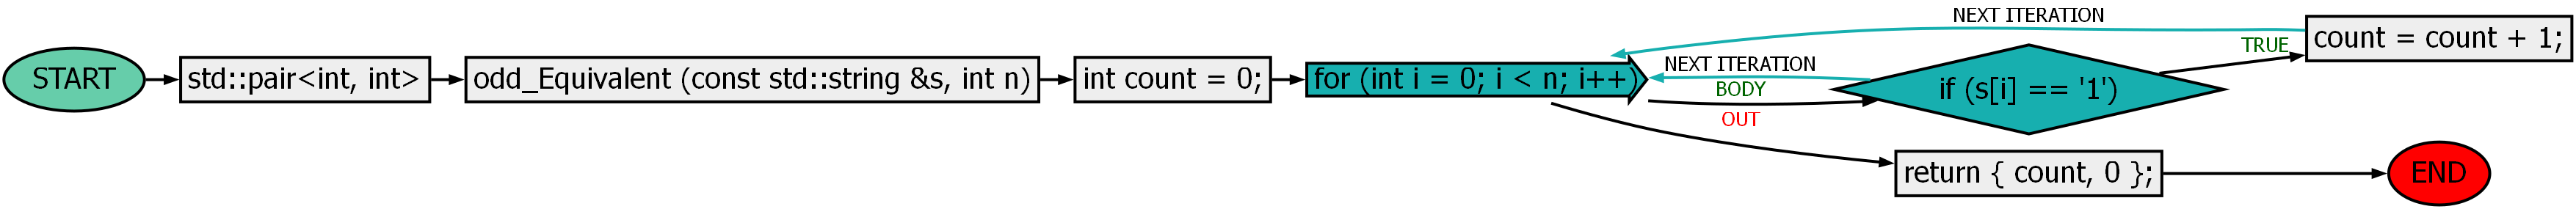 START
std::pair<int, int>
odd_Equivalent (const std::string &s, int n)
int count = 0;
for (int i = 0; i < n; i++)
NEXT ITERATION
NEXT ITERATION
BODY
OUT
if (s[i] == '1')
TRUE
count = count + 1;
return { count, 0 };
END